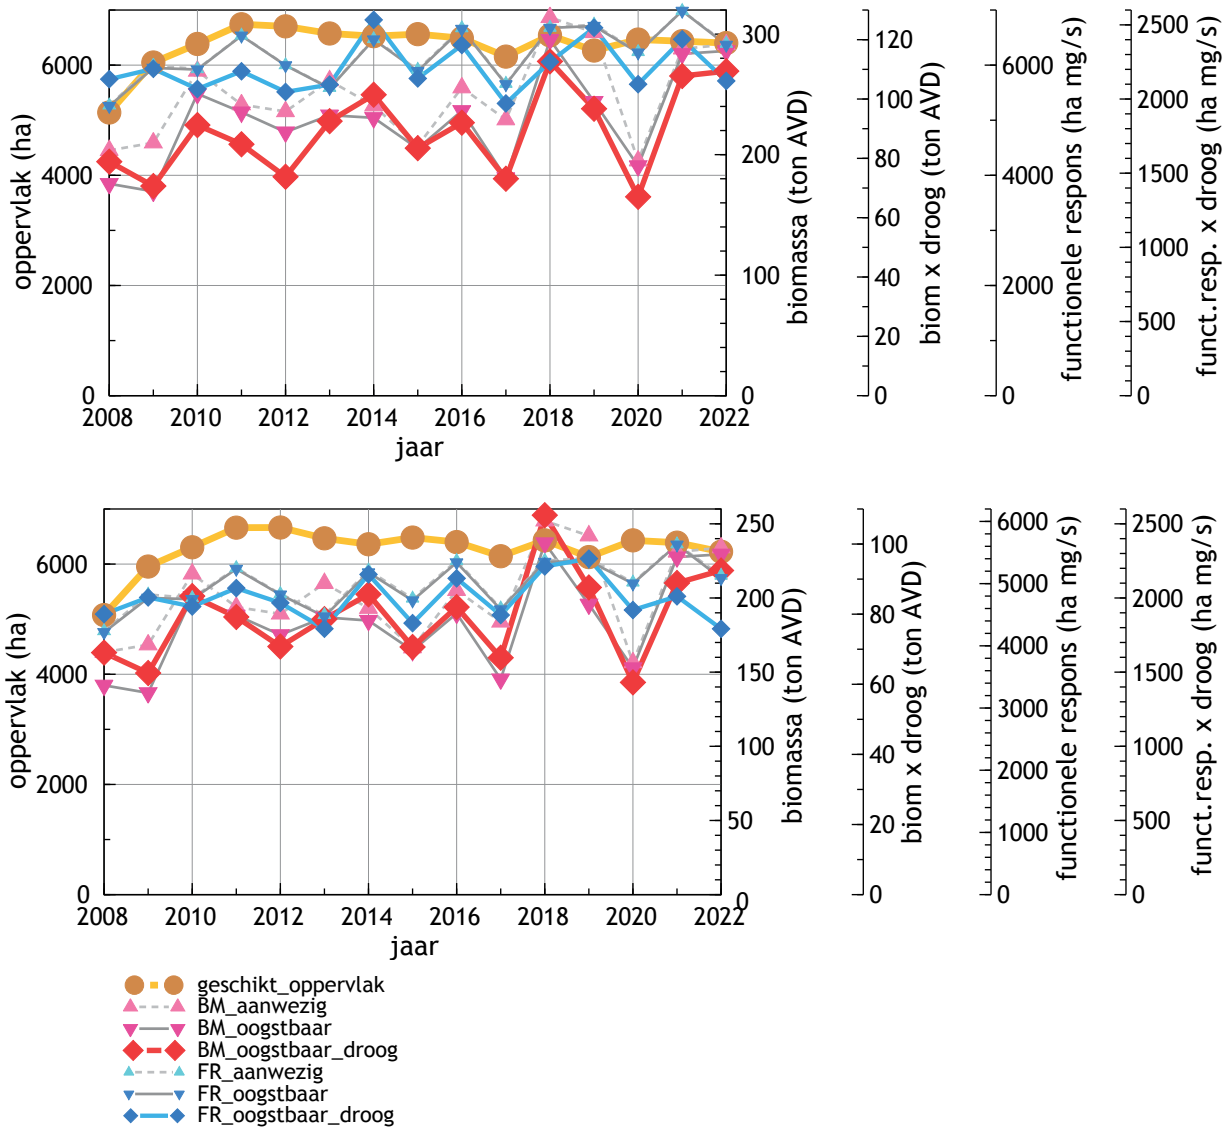 oppervlak (ha)
6000
4000
2000
0
2008 2010 2012 2014 2016 2018 2020 2022
jaar
300
200
100
0
biomassa (ton AVD)
120
100
80
60
40
20
0
biom x droog (ton AVD)
6000
4000
2000
0
functionele respons (ha mg/s)
2500
2000
1500
1000
500
0
funct.resp. x droog (ha mg/s)
oppervlak (ha)
6000
4000
2000
0
2008 2010 2012 2014 2016 2018 2020 2022
jaar
250
200
150
100
50
0
biomassa (ton AVD)
100
80
60
40
20
0
biom x droog (ton AVD)
6000
5000
4000
3000
2000
1000
0
functionele respons (ha mg/s)
2500
2000
1500
1000
500
0
funct.resp. x droog (ha mg/s)
geschikt_oppervlak
BM_aanwezig
BM_oogstbaar
BM_oogstbaar_droog
FR_aanwezig
FR_oogstbaar
FR_oogstbaar_droog